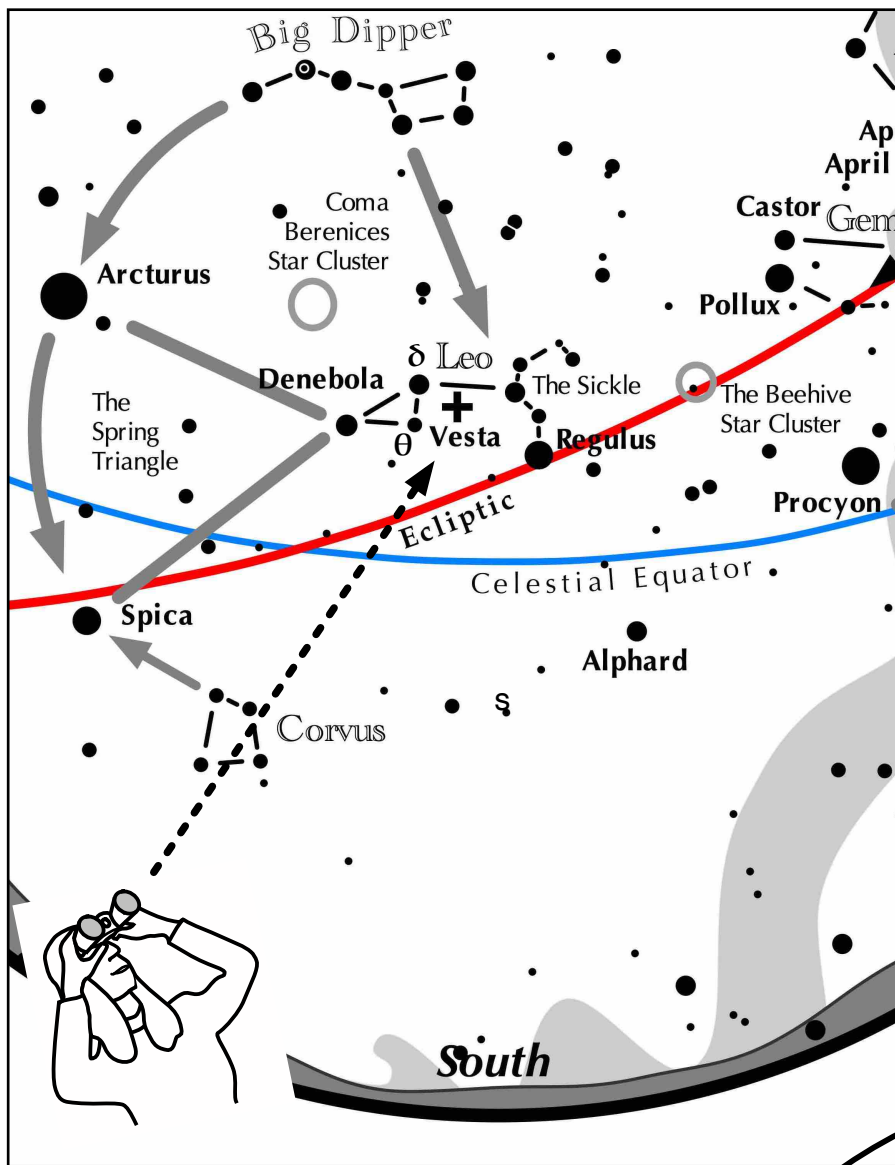 Big Dipper
Ap
April
Coma
Berenices
Star Cluster
Castor
Gem
Arcturus
Pollux
δ
Leo
Denebola
The Sickle
The Beehive
Star Cluster
The
Spring
Triangle
θ
Vesta
Regulus
Procyon
Ecliptic
Celestial Equator
Spica
Alphard
S
Corvus
South